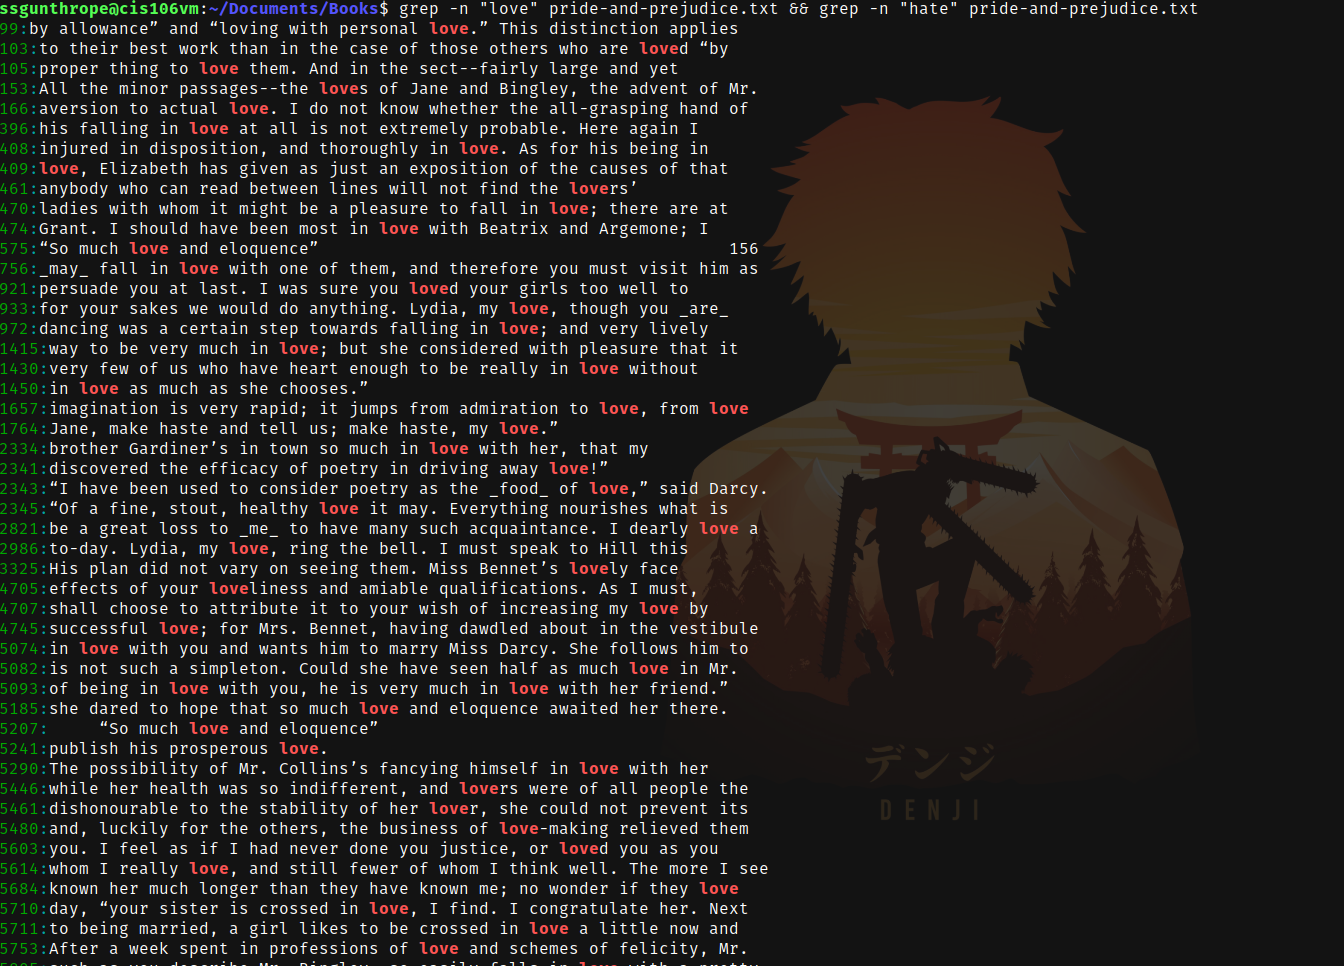 ssgunthrope@cis106vm:~/Documents/Books$ grep -n "love" pride-and-prejudice.txt && grep -n "hate" pride-and-prejudice.txt
99:by allowance” and “loving with personal love.” This distinction applies
103:to their best work than in the case of those others who are loved “by
105:proper thing to love them. And in the sect--fairly large and yet
153:All the minor passages--the loves of Jane and Bingley, the advent of Mr.
166:aversion to actual love. I do not know whether the all-grasping hand of
396:his falling in love at all is not extremely probable. Here again I
408:injured in disposition, and thoroughly in love. As for his being in
409:love, Elizabeth has given as just an exposition of the causes of that
461:anybody who can read between lines will not find the lovers’
470:ladies with whom it might be a pleasure to fall in love; there are at
474:Grant. I should have been most in love with Beatrix and Argemone; I
575:“So much love and eloquence” 156
756:_may_ fall in love with one of them, and therefore you must visit him as
921:persuade you at last. I was sure you loved your girls too well to
933:for your sakes we would do anything. Lydia, my love, though you _are_
972:dancing was a certain step towards falling in love; and very lively
1415:way to be very much in love; but she considered with pleasure that it
1430:very few of us who have heart enough to be really in love without
1450:in love as much as she chooses.”
1657:imagination is very rapid; it jumps from admiration to love, from love
1764:Jane, make haste and tell us; make haste, my love.”
2334:brother Gardiner’s in town so much in love with her, that my
2341:discovered the efficacy of poetry in driving away love!”
2343:“I have been used to consider poetry as the _food_ of love,” said Darcy.
2345:“Of a fine, stout, healthy love it may. Everything nourishes what is
2821:be a great loss to _me_ to have many such acquaintance. I dearly love a
2986:to-day. Lydia, my love, ring the bell. I must speak to Hill this
3325:His plan did not vary on seeing them. Miss Bennet’s lovely face
4705:effects of your loveliness and amiable qualifications. As I must,
4707:shall choose to attribute it to your wish of increasing my love by
4745:successful love; for Mrs. Bennet, having dawdled about in the vestibule
5074:in love with you and wants him to marry Miss Darcy. She follows him to
5082:is not such a simpleton. Could she have seen half as much love in Mr.
5093:of being in love with you, he is very much in love with her friend.”
5185:she dared to hope that so much love and eloquence awaited her there.
5207:     “So much love and eloquence”
5241:publish his prosperous love.
5290:The possibility of Mr. Collins’s fancying himself in love with her
5446:while her health was so indifferent, and lovers were of all people the
5461:dishonourable to the stability of her lover, she could not prevent its
5480:and, luckily for the others, the business of love-making relieved them
5603:you. I feel as if I had never done you justice, or loved you as you
5614:whom I really love, and still fewer of whom I think well. The more I see
5684:known her much longer than they have known me; no wonder if they love
5710:day, “your sister is crossed in love, I find. I congratulate her. Next
5711:to being married, a girl likes to be crossed in love a little now and
5753:After a week spent in professions of love and schemes of felicity, Mr.
デンジ
DENJI